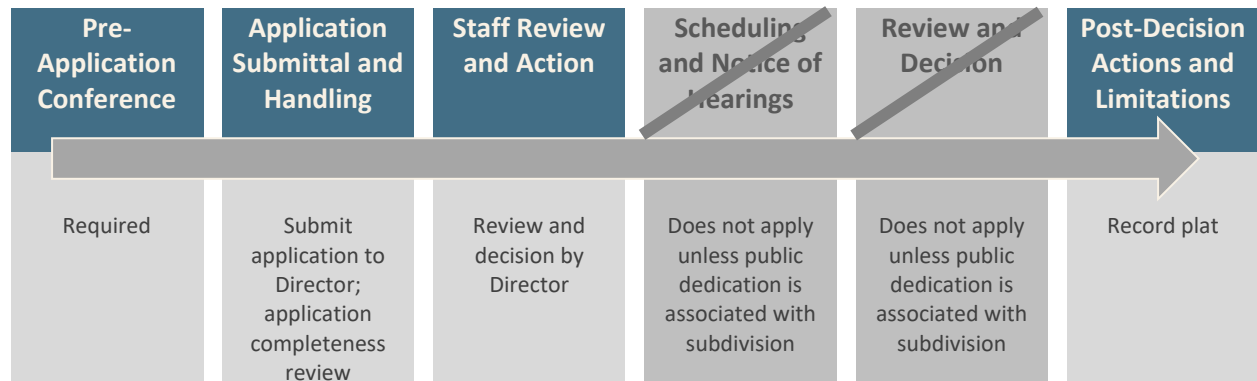 Pre-
Application
Conference
Application
Submittal and
Handling
Staff Review
and Action
Scheduling
and Notice of
Hearings
Review and
Decision
Post-Decision
Actions and
Limitations
Required
Submit
application to
Director;
application
completeness
review
Review and
decision by
Director
Does not apply
unless public
dedication is
associated with
subdivision
Does not apply
unless public
dedication is
associated with
subdivision
Record plat